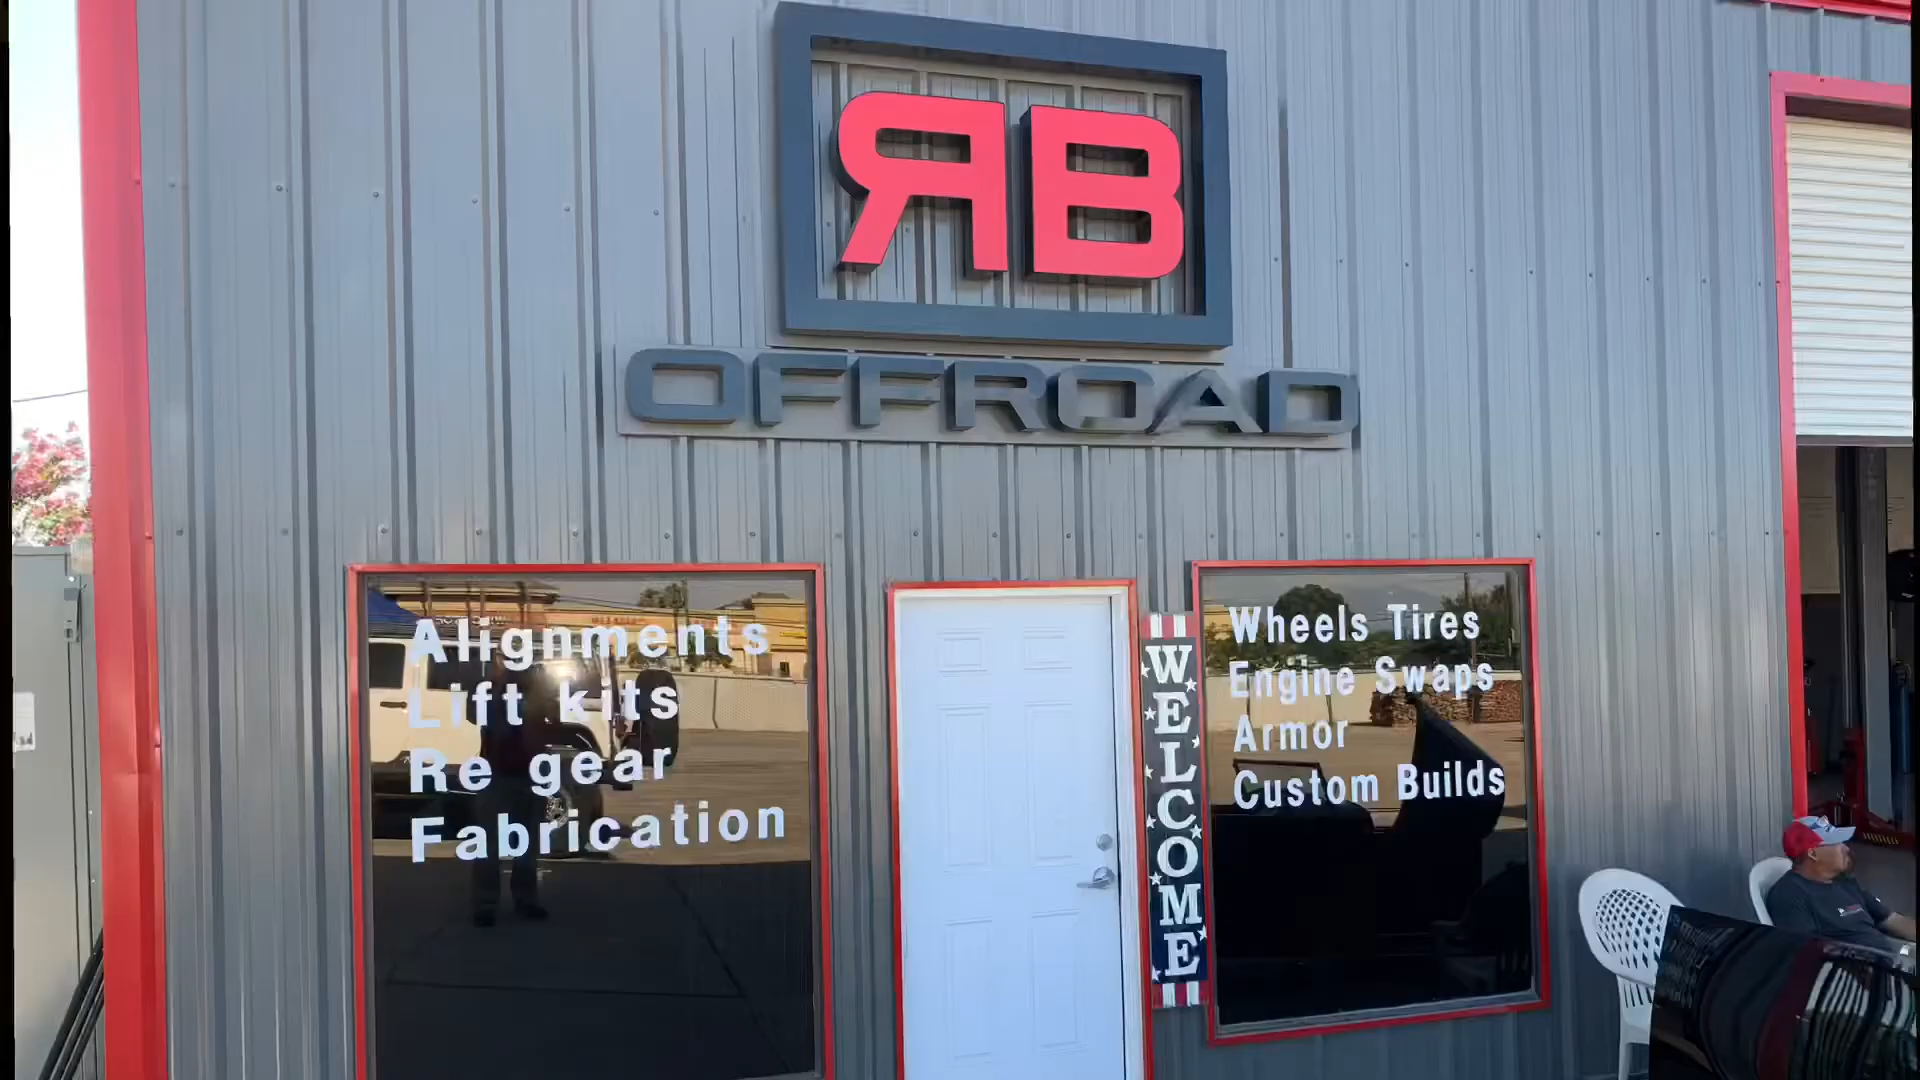 RB
OFFROAD
Alignments
Lift kits
Re gear
Fabrication
WELCOME
Wheels Tires
Engine Swaps
Armor
Custom Builds